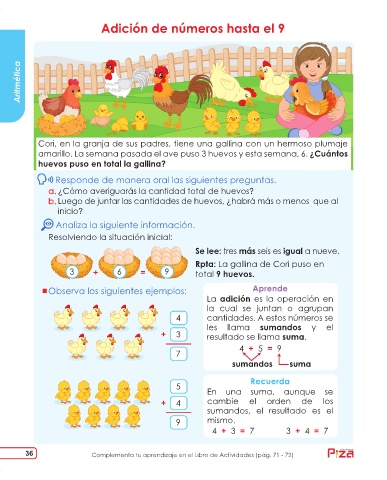 Adición de números hasta el 9
Aritmética
Cori, en la granja de sus padres, tiene una gallina con un hermoso plumaje
amarillo. La semana pasada el ave puso 3 huevos y esta semana, 6. ¿Cuántos
huevos puso en total la gallina?
Responde de manera oral las siguientes preguntas.
a. ¿Cómo averiguarás la cantidad total de huevos?
b. Luego de juntar las cantidades de huevos, ¿habrá más o menos que al
inicio?
Analiza la siguiente información.
Resolviendo la situación inicial:
3 + 6 = 9
Se lee: tres más seis es igual a nueve.
Rpta: La gallina de Cori puso en
total 9 huevos.
Observa los siguientes ejemplos:
4
+ 3
7
5
+ 4
9
Aprende
La adición es la operación en
la cual se juntan o agrupan
cantidades. A estos números se
les llama sumandos y el
resultado se llama suma.
4 + 5 = 9
sumandos suma
Recuerda
En una suma, aunque se
cambie el orden de los
sumandos, el resultado es el
mismo.
4 + 3 = 7 3 + 4 = 7
36
Complementa tu aprendizaje en el Libro de Actividades (pág. 71 - 72)